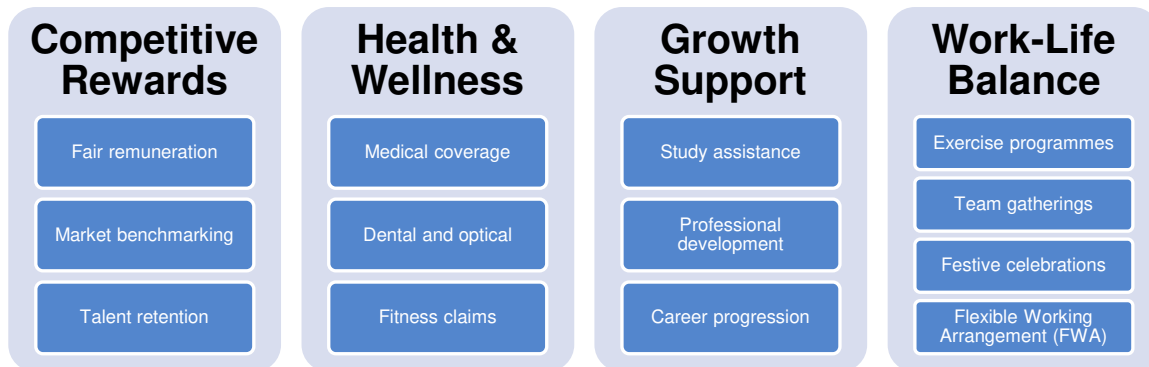 Competitive
Rewards
Fair remuneration
Market benchmarking
Talent retention
Health &
Wellness
Medical coverage
Dental and optical
Fitness claims
Growth
Support
Study assistance
Professional
development
Career progression
Work-Life
Balance
Exercise programmes
Team gatherings
Festive celebrations
Flexible Working
Arrangement (FWA)